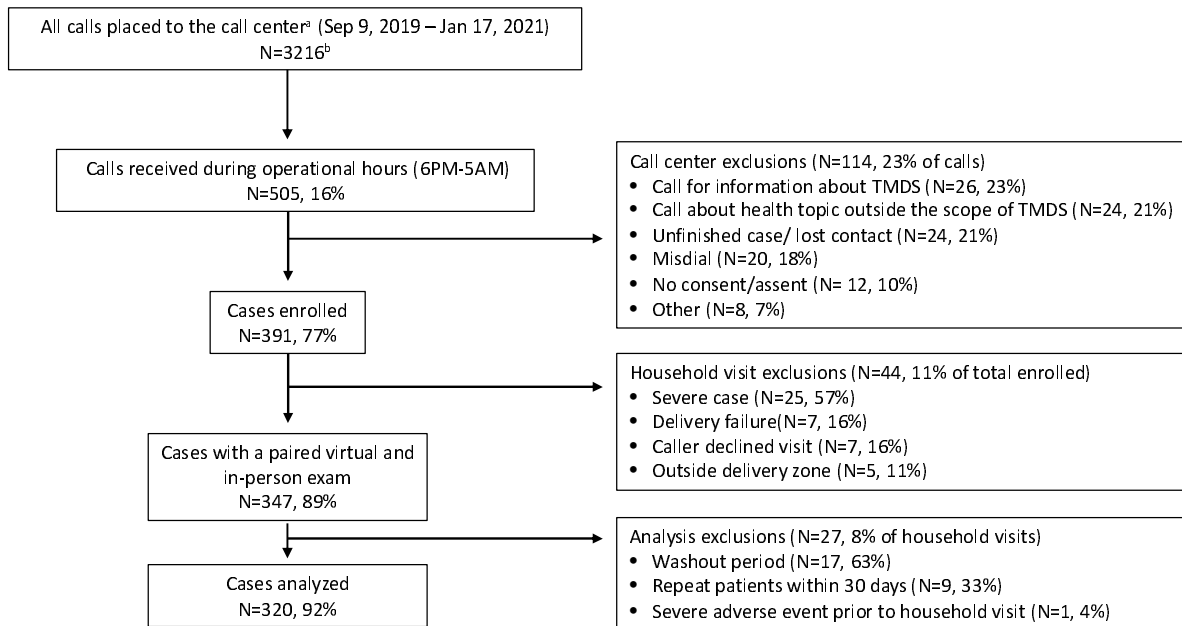 All calls placed to the call centerᵃ (Sep 9, 2019 – Jan 17, 2021)
N=3216ᵇ
Calls received during operational hours (6PM-5AM)
N=505, 16%
Call center exclusions (N=114, 23% of calls)
• Call for information about TMDS (N=26, 23%)
• Call about health topic outside the scope of TMDS (N=24, 21%)
• Unfinished case/ lost contact (N=24, 21%)
• Misdial (N=20, 18%)
• No consent/assent (N= 12, 10%)
• Other (N=8, 7%)
Cases enrolled
N=391, 77%
Household visit exclusions (N=44, 11% of total enrolled)
• Severe case (N=25, 57%)
• Delivery failure(N=7, 16%)
• Caller declined visit (N=7, 16%)
• Outside delivery zone (N=5, 11%)
Cases with a paired virtual and
in-person exam
N=347, 89%
Analysis exclusions (N=27, 8% of household visits)
• Washout period (N=17, 63%)
• Repeat patients within 30 days (N=9, 33%)
• Severe adverse event prior to household visit (N=1, 4%)
Cases analyzed
N=320, 92%